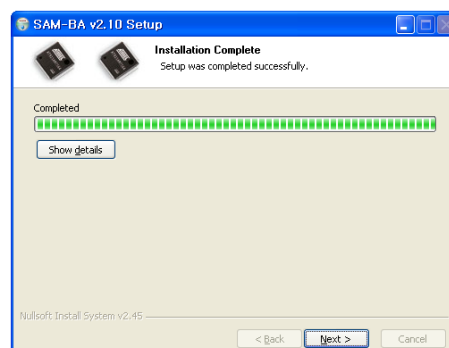 SAM-BA v2.10 Setup
Installation Complete
Setup was completed successfully.
Completed
Show details
Nullsoft Install System v2.45
< Back
Next >
Cancel